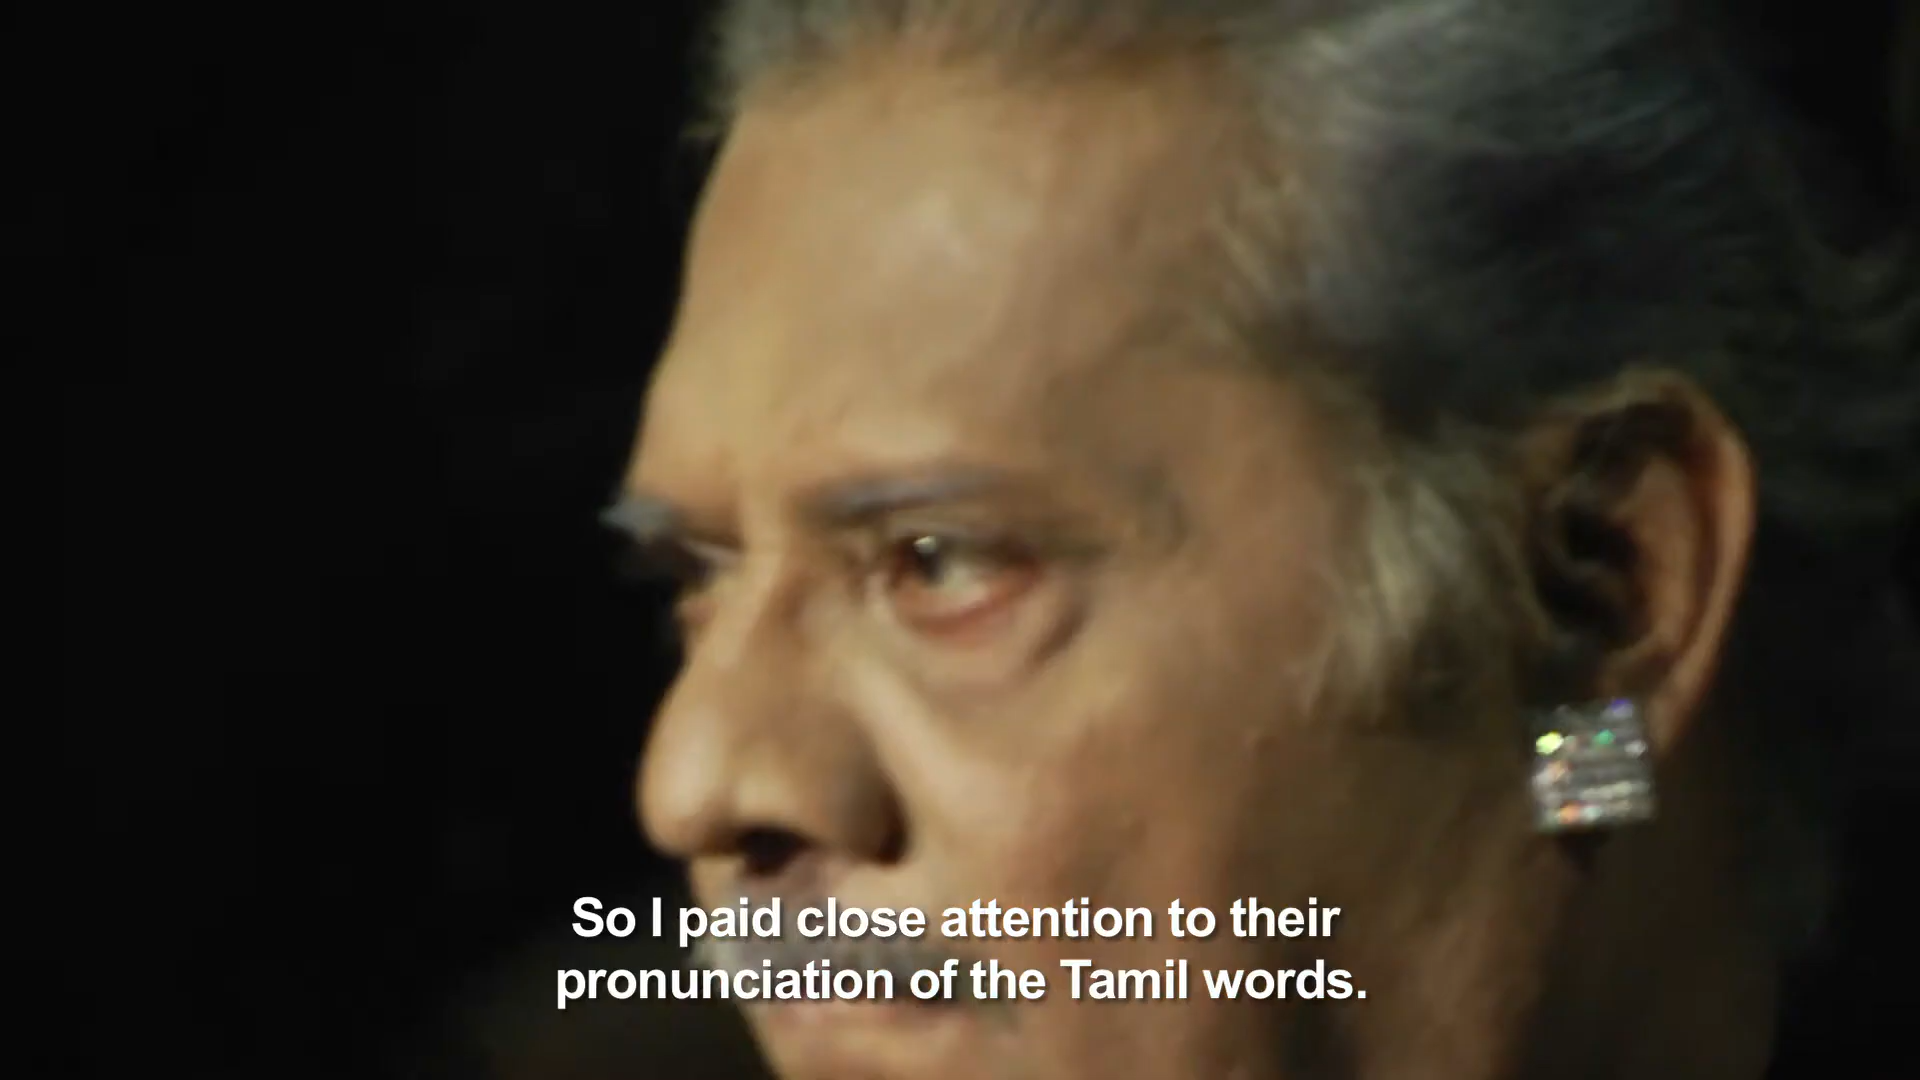 So I paid close attention to their
pronunciation of the Tamil words.